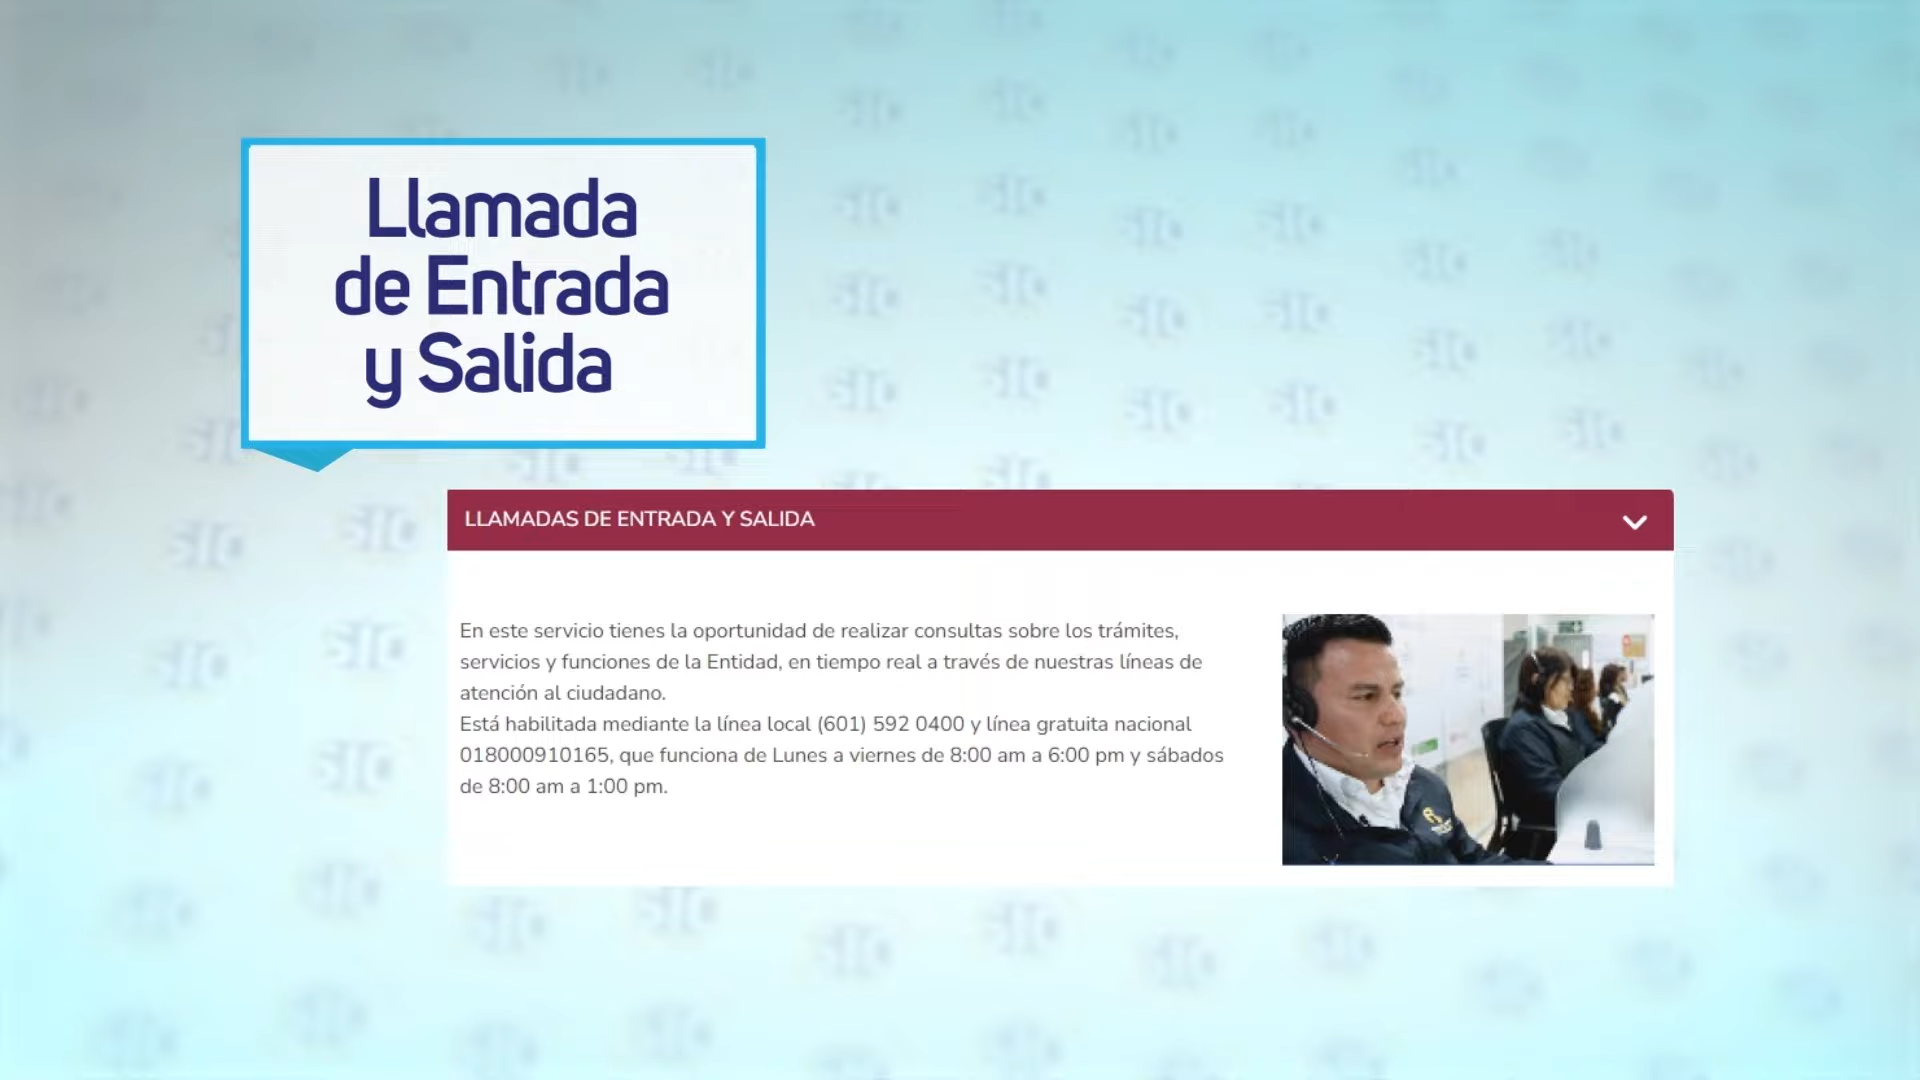 Llamada
de Entrada
y Salida
LLAMADAS DE ENTRADA Y SALIDA
En este servicio tienes la oportunidad de realizar consultas sobre los trámites,
servicios y funciones de la Entidad, en tiempo real a través de nuestras líneas de
atención al ciudadano.
Está habilitada mediante la línea local (601) 592 0400 y línea gratuita nacional
018000910165, que funciona de Lunes a viernes de 8:00 am a 6:00 pm y sábados
de 8:00 am a 1:00 pm.